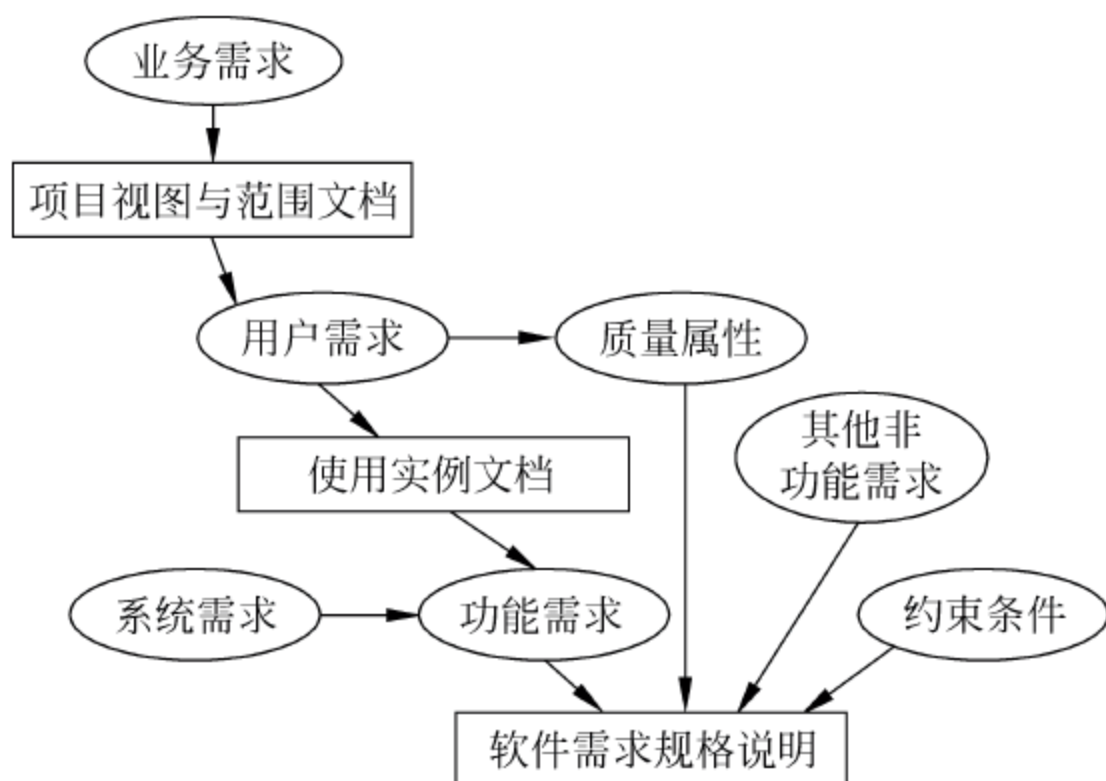 业务需求
项目视图与范围文档
用户需求
质量属性
其他非
功能需求
使用实例文档
系统需求
功能需求
约束条件
软件需求规格说明